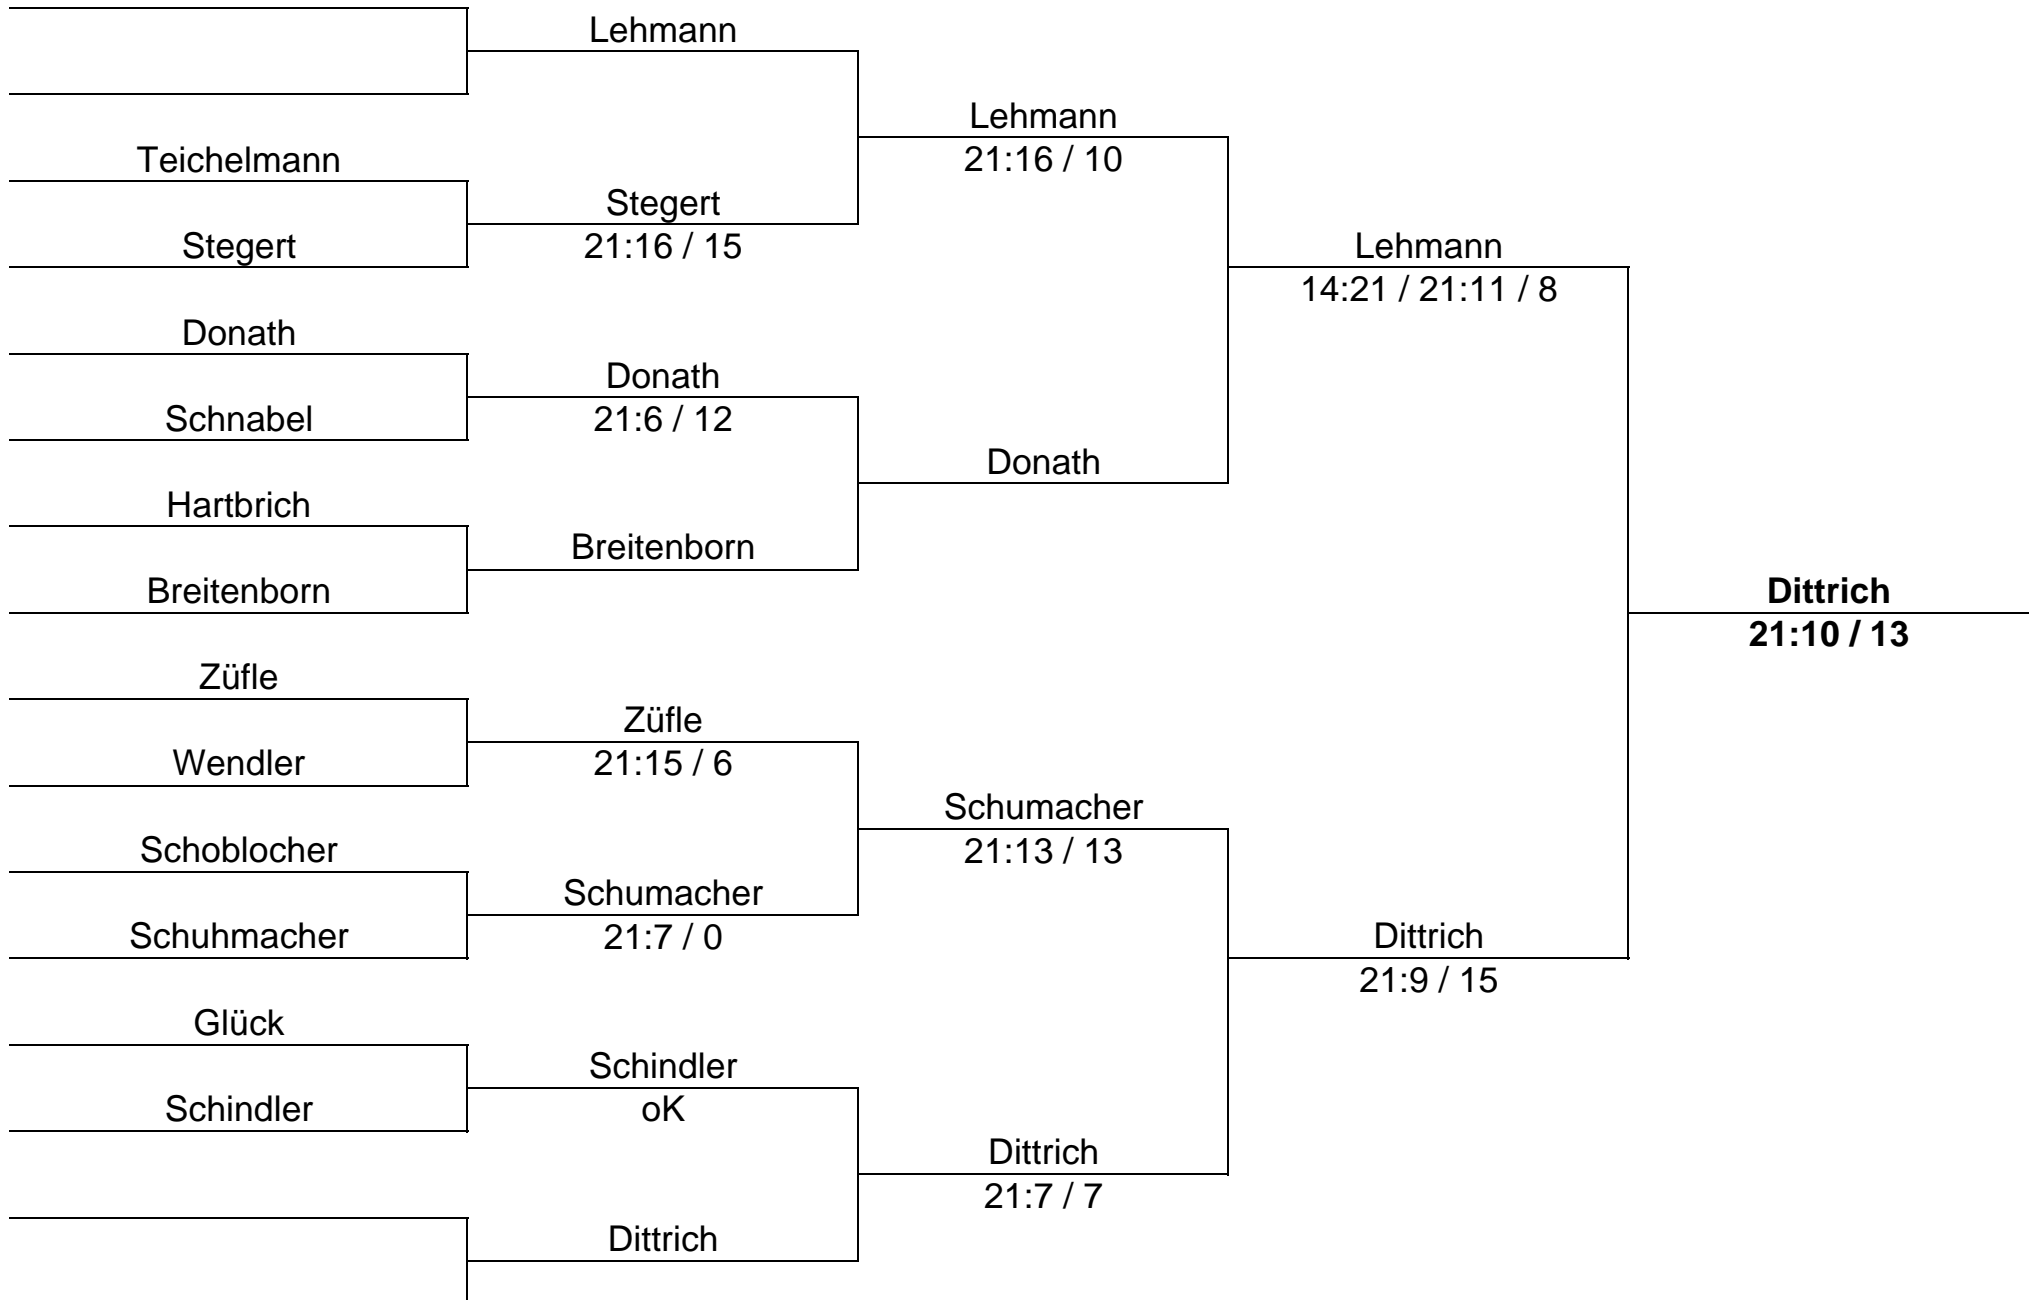 Lehmann
Lehmann
21:16 / 10
Teichelmann
Stegert
21:16 / 15
Stegert
Lehmann
14:21 / 21:11 / 8
Donath
Donath
21:6 / 12
Schnabel
Donath
Hartbrich
Breitenborn
Breitenborn
Dittrich
21:10 / 13
Züfle
Züfle
21:15 / 6
Wendler
Schumacher
21:13 / 13
Schoblocher
Schumacher
21:7 / 0
Schuhmacher
Dittrich
21:9 / 15
Glück
Schindler
oK
Schindler
Dittrich
21:7 / 7
Dittrich